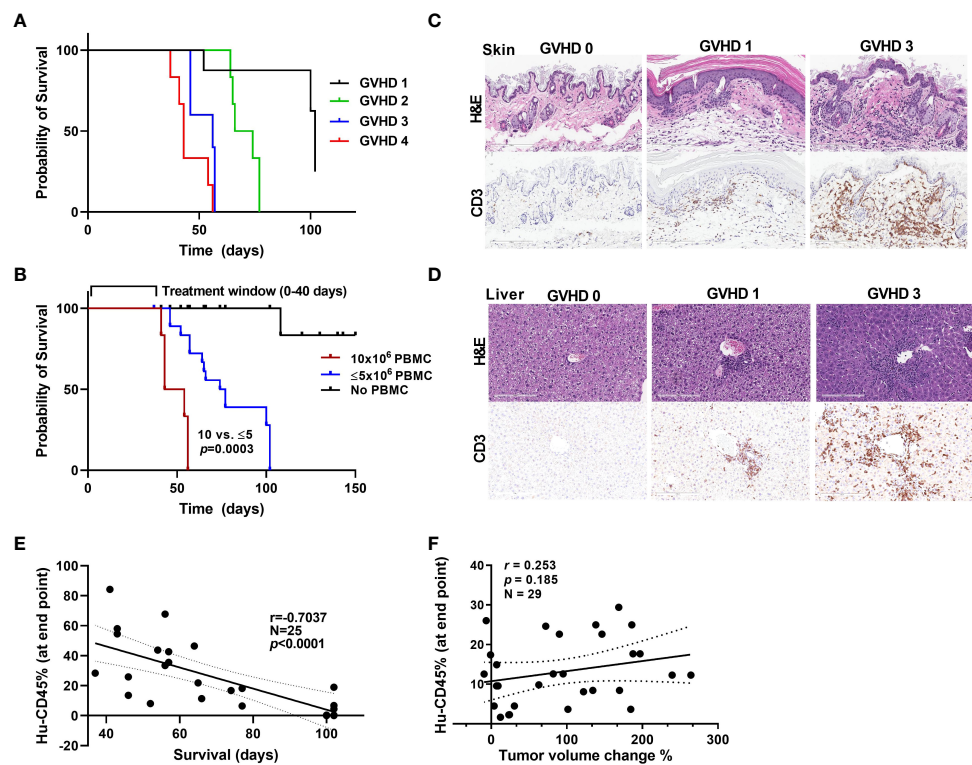 A
Probability of Survival
100
50
0
0
50
100
Time (days)
GVHD 1
GVHD 2
GVHD 3
GVHD 4
B
Probability of Survival
100
50
0
0
50
100
150
Time (days)
Treatment window (0-40 days)
10x10⁶ PBMC
≤5x10⁶ PBMC
No PBMC
10 vs. ≤5
p=0.0003
C
Skin
GVHD 0
GVHD 1
GVHD 3
H&E
CD3
D
Liver
GVHD 0
GVHD 1
GVHD 3
H&E
CD3
E
Hu-CD45% (at end point)
100
80
60
40
20
0
-20
40
60
80
100
Survival (days)
r=-0.7037
N=25
p<0.0001
F
Hu-CD45% (at end point)
40
30
20
10
0
0
100
200
300
Tumor volume change %
r = 0.253
p = 0.185
N = 29